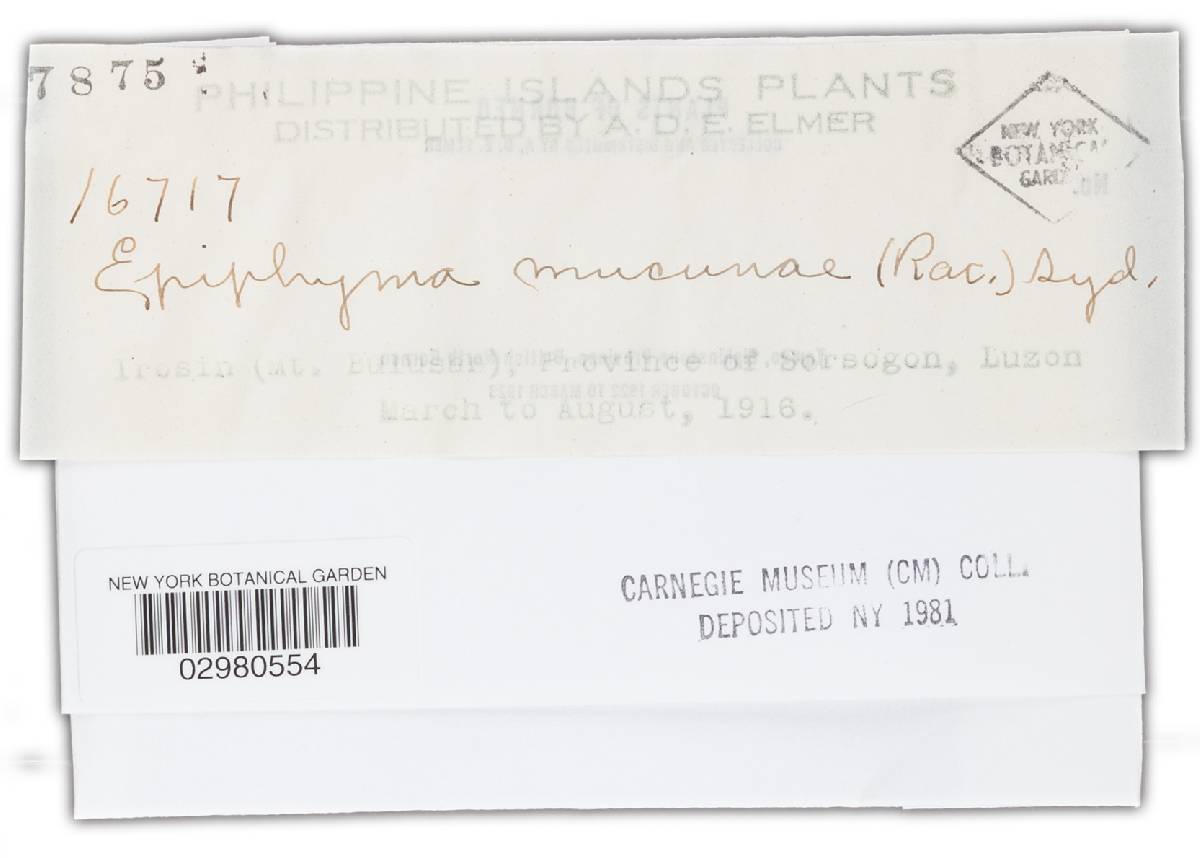 7875
PHILIPPINE ISLANDS PLANTS
DISTRIBUTED BY A. D. E. ELMER
NEW YORK
BOTANICAL
GARDEN
No.
16717
Epiphyma mucunae (Rac.) Syd.
Irosin (Mt. Bulusan), Province of Sorsogon, Luzon
March to August, 1916.
NEW YORK BOTANICAL GARDEN
02980554
CARNEGIE MUSEUM (CM) COLL.
DEPOSITED NY 1981